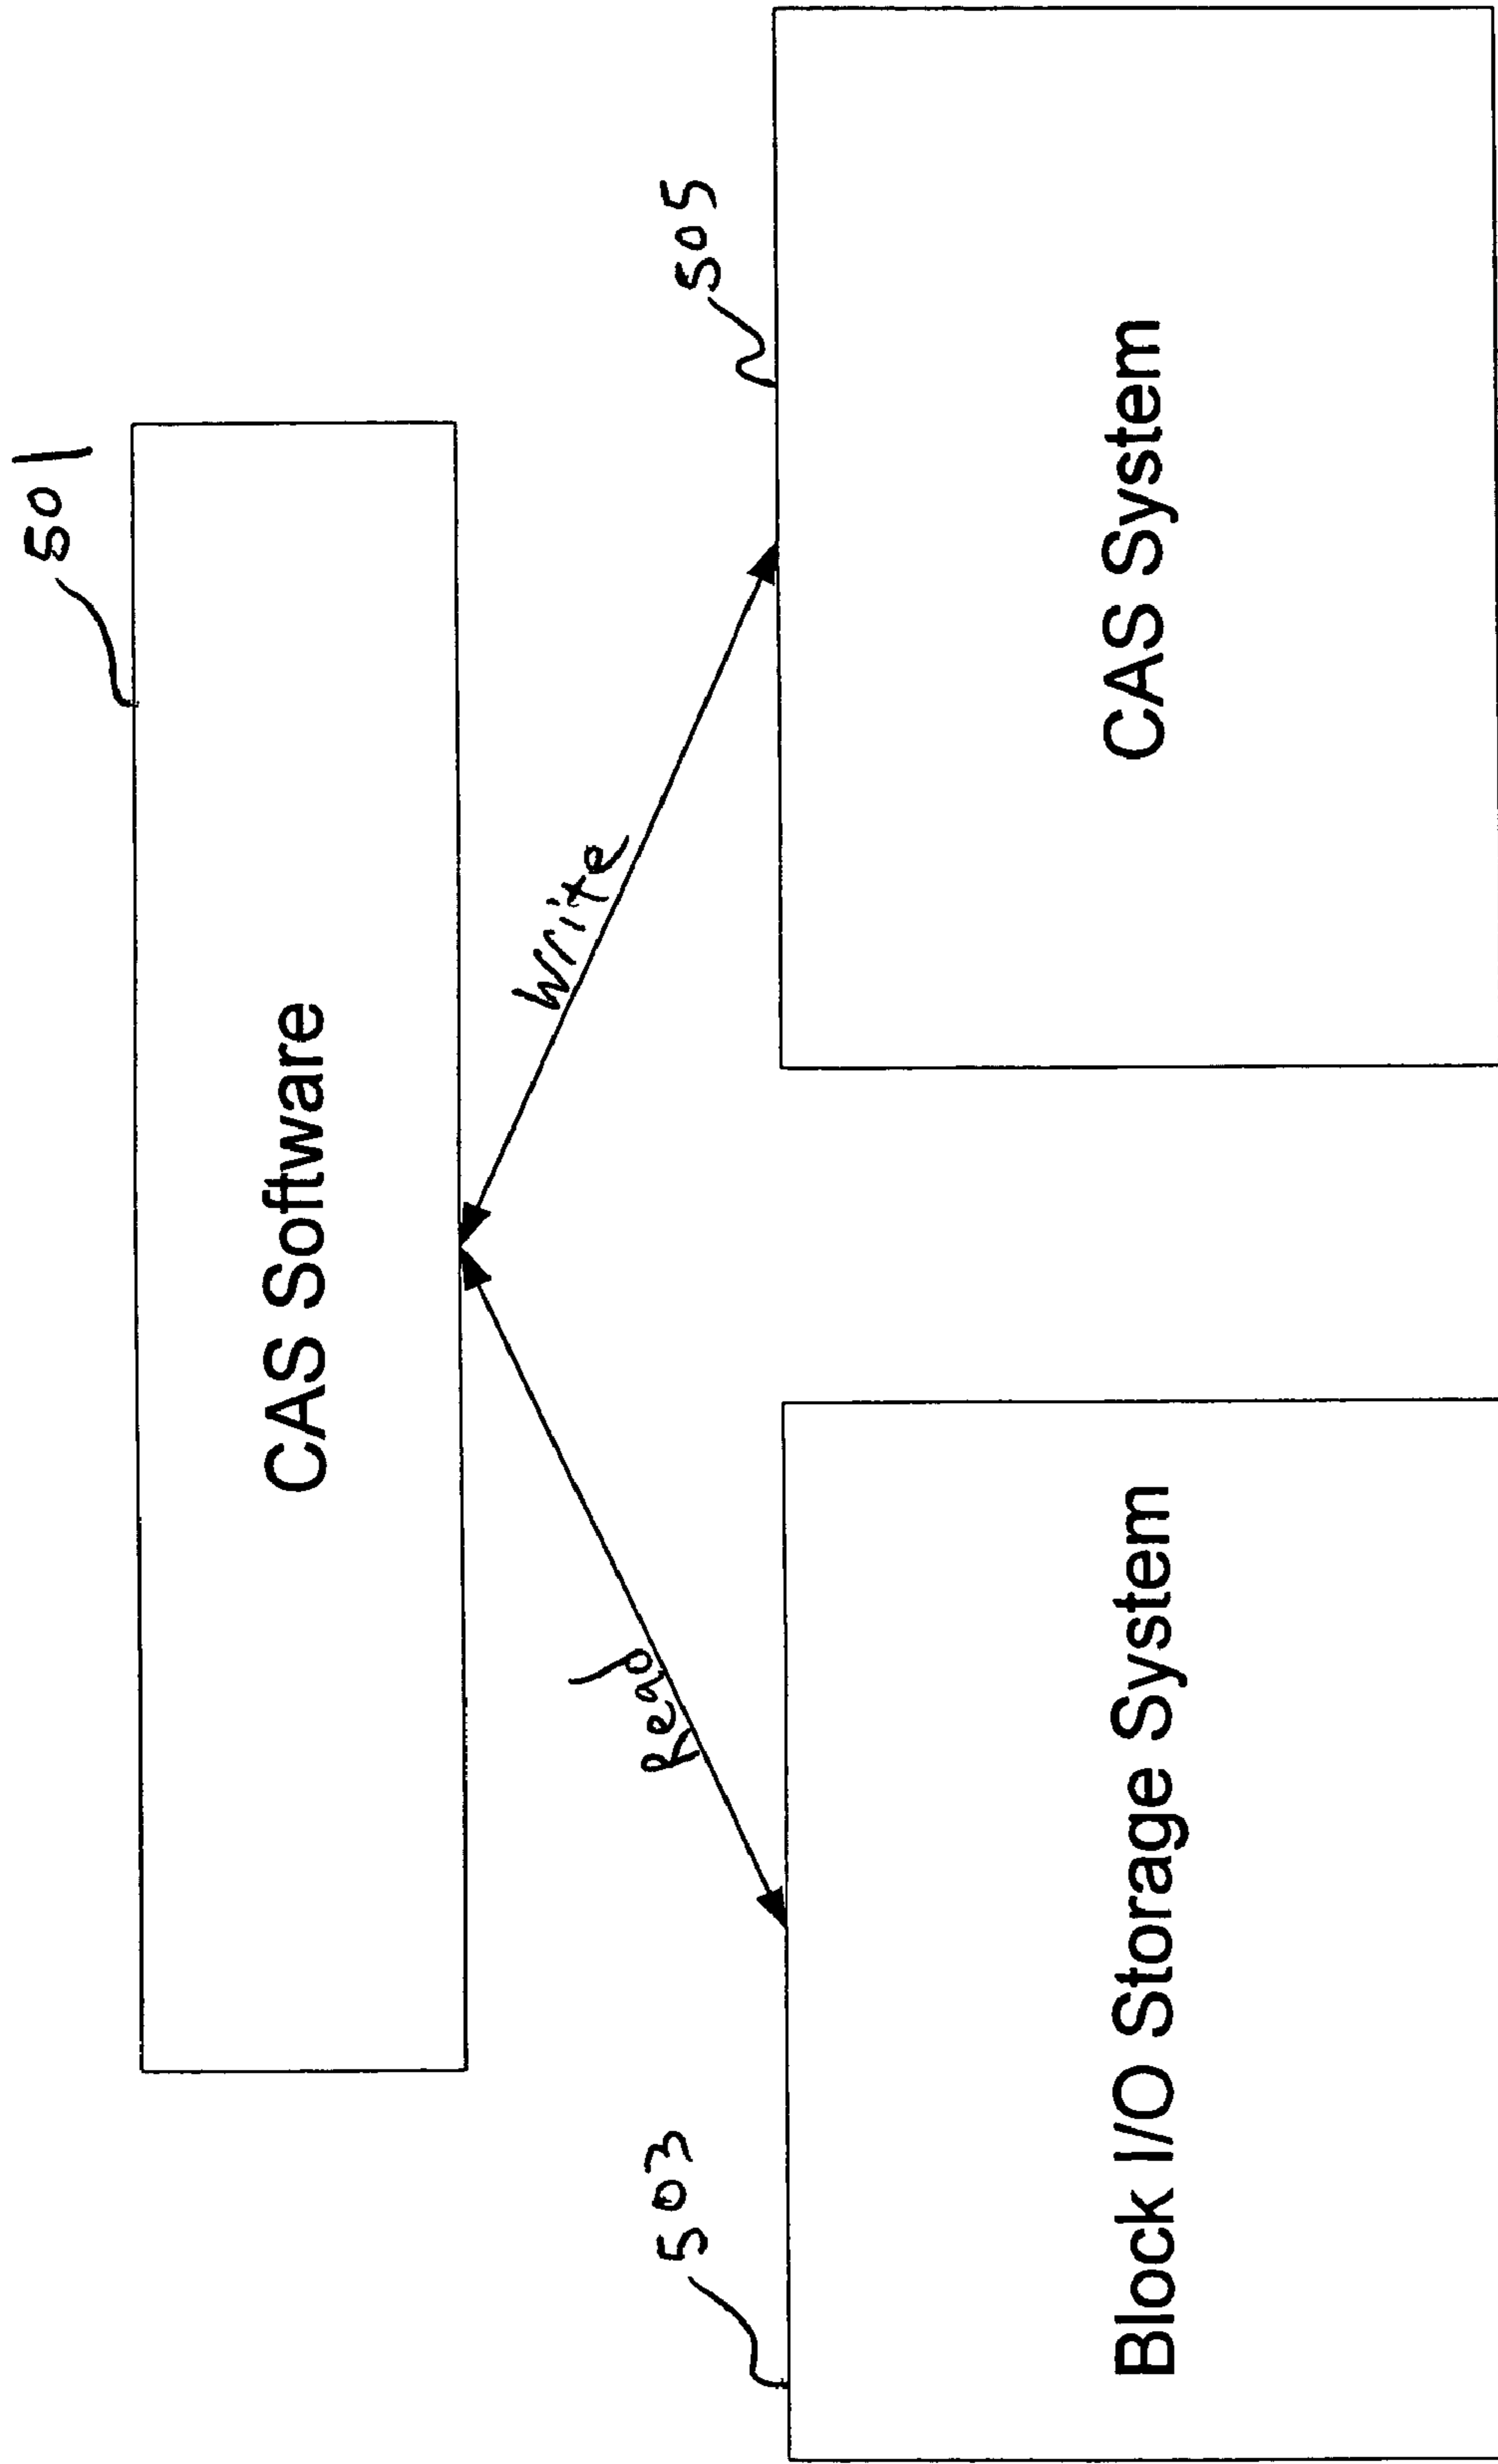 501
CAS Software
Read
Write
503
505
Block I/O Storage System
CAS System